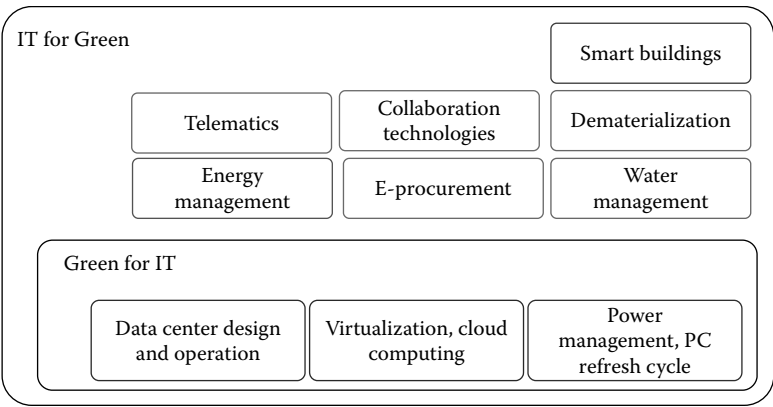 IT for Green
Smart buildings
Telematics
Collaboration
technologies
Dematerialization
Energy
management
E-procurement
Water
management
Green for IT
Data center design
and operation
Virtualization, cloud
computing
Power
management, PC
refresh cycle